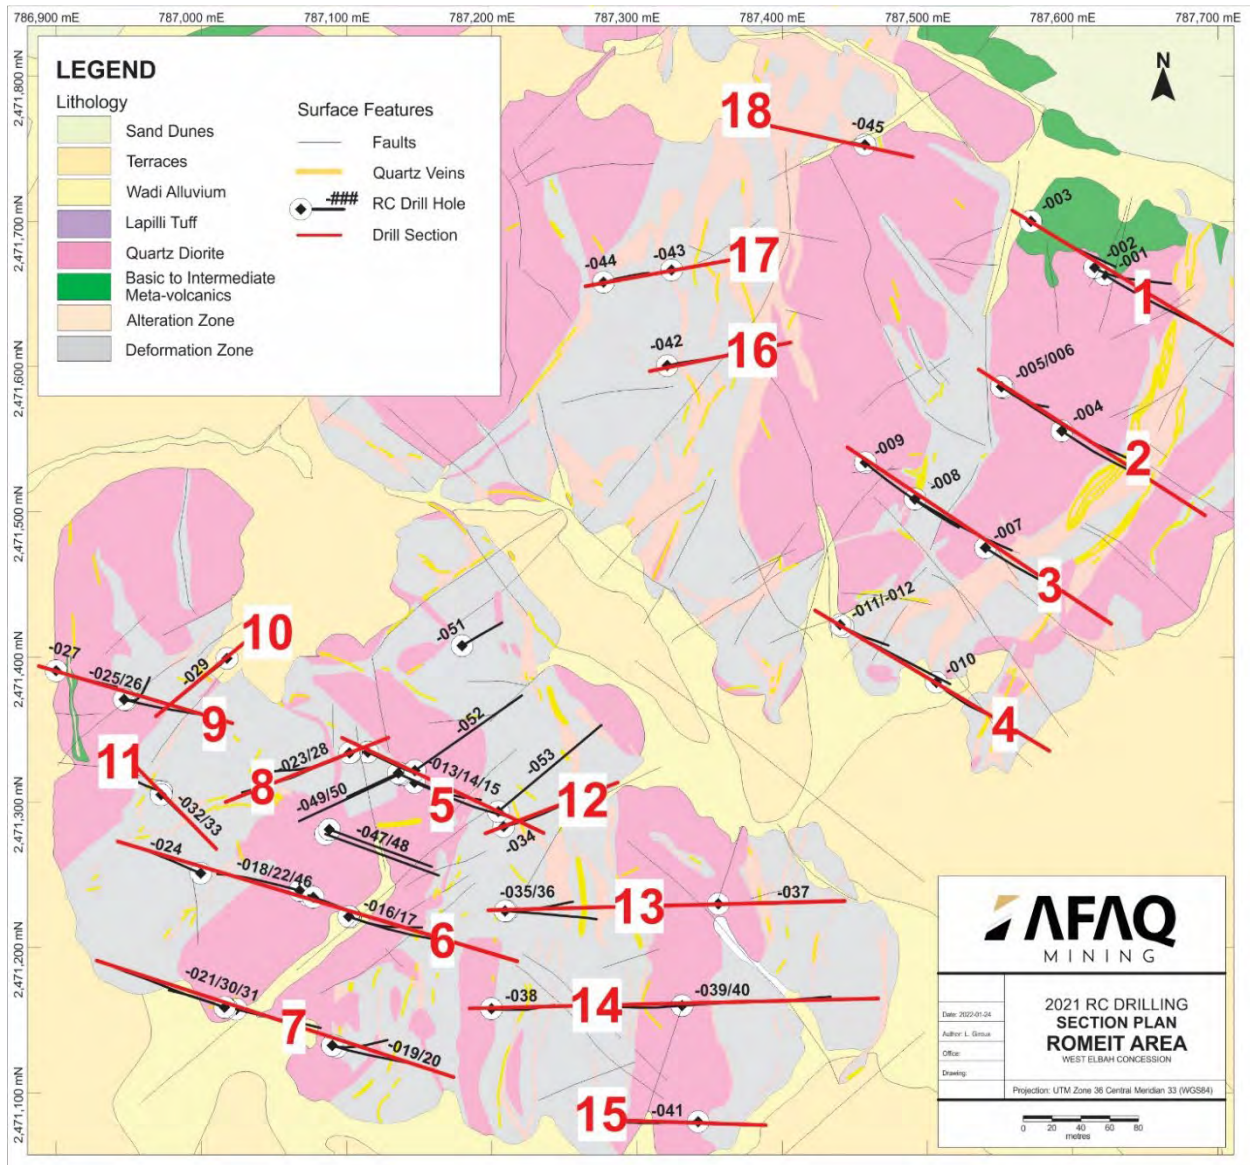 786,900 mE
787,000 mE
787,100 mE
787,200 mE
787,300 mE
787,400 mE
787,500 mE
787,600 mE
787,700 mE
2,471,800 mN
2,471,700 mN
2,471,600 mN
2,471,500 mN
2,471,400 mN
2,471,300 mN
2,471,200 mN
2,471,100 mN
LEGEND
Lithology
Sand Dunes
Terraces
Wadi Alluvium
Lapilli Tuff
Quartz Diorite
Basic to Intermediate
Meta-volcanics
Alteration Zone
Deformation Zone
Surface Features
Faults
Quartz Veins
-###
RC Drill Hole
Drill Section
N
18
-045
-003
-002
-001
1
-044
-043
17
-042
16
-005/006
-004
2
-009
-008
-007
3
-011/-012
-010
4
-051
10
-029
-027
-025/26
9
-052
-053
11
-023/28
8
-013/14/15
5
12
-049/50
-034
-032/33
-047/48
-024
-018/22/46
-016/17
6
-035/36
13
-037
-021/30/31
7
-019/20
-038
14
-039/40
15
-041
AFAQ
MINING
Date: 2022-01-24
Author: L.
Office:
Drawing:
2021 RC DRILLING
SECTION PLAN
ROMEIT AREA
WEST ELBAH CONCESSION
Projection: UTM Zone 36 Central Meridian 33 (WGS84)
0 20 40 60 80
metres